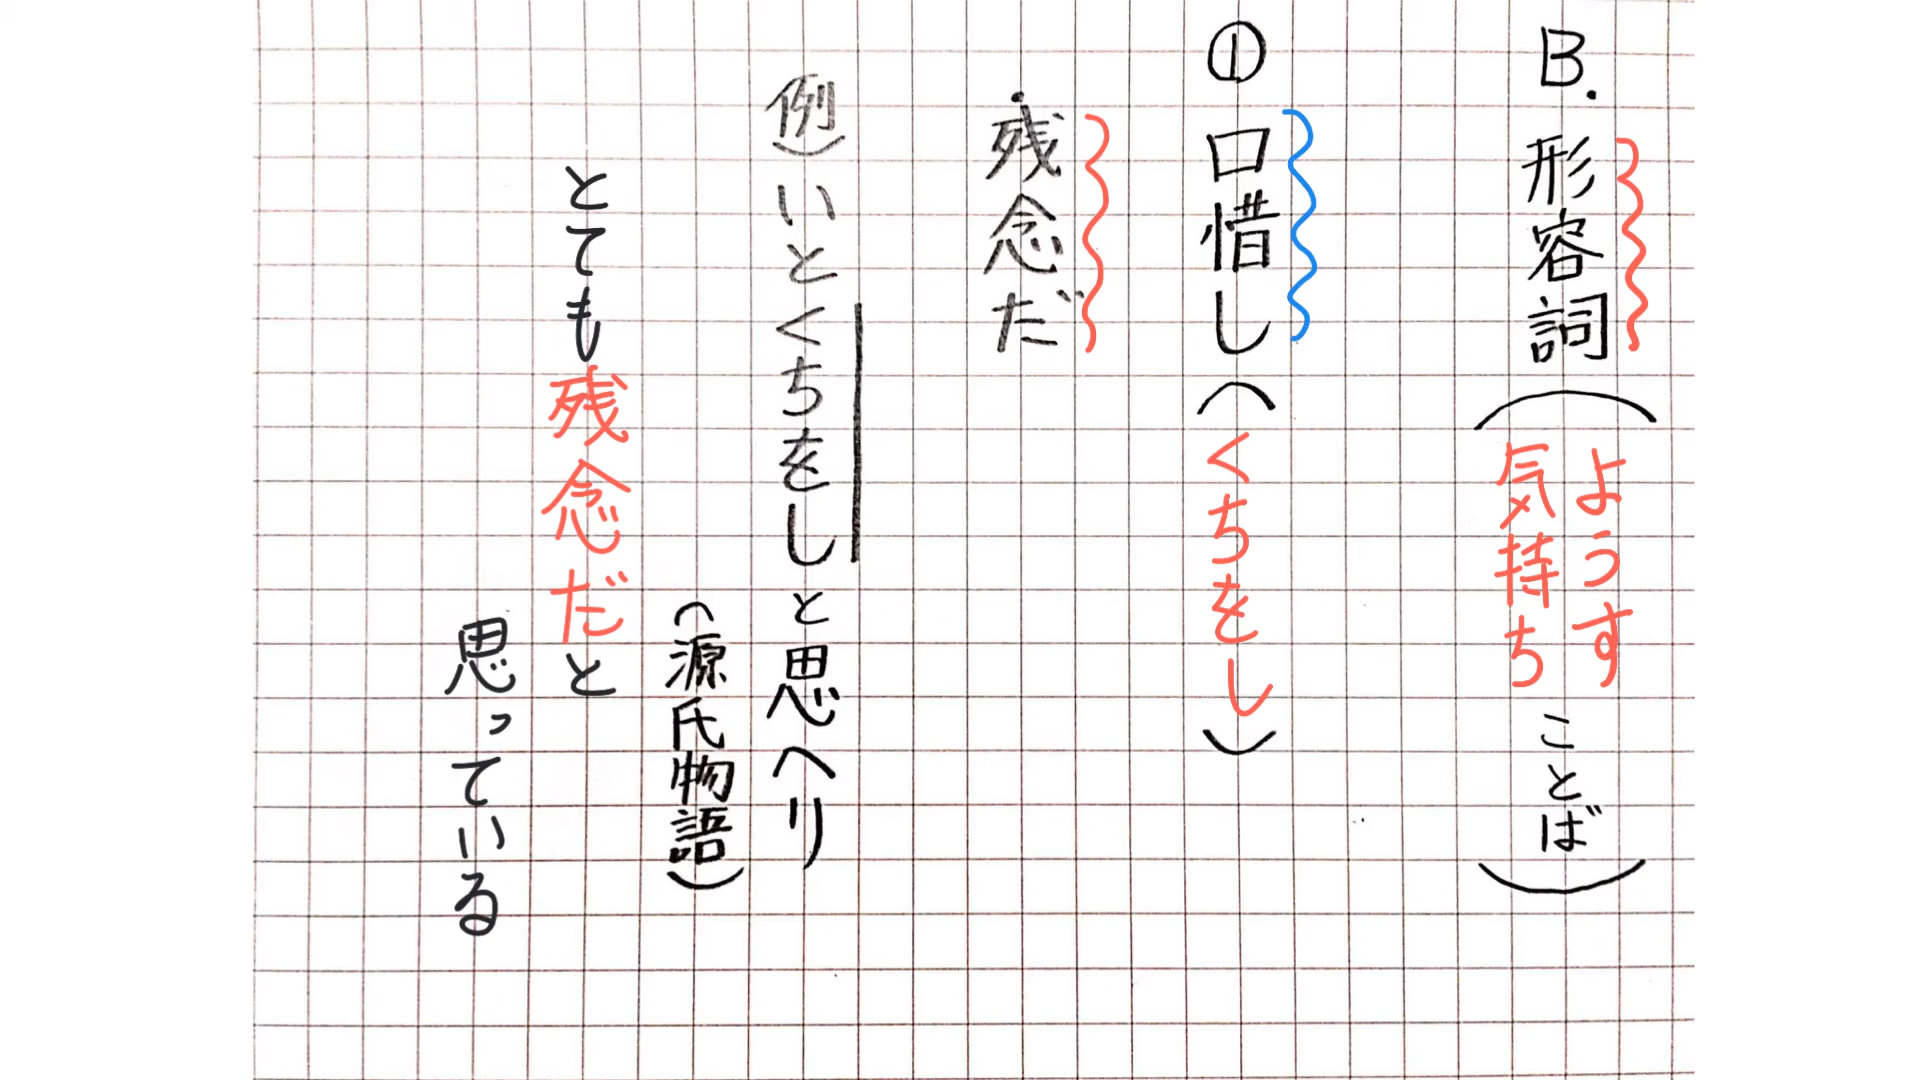 B. 形容詞(ようす 気持ち ことば)
① 口惜し(くちをし)
・残念だ
例)いとくちをしと思へり
(源氏物語)
とても残念だと
思っている